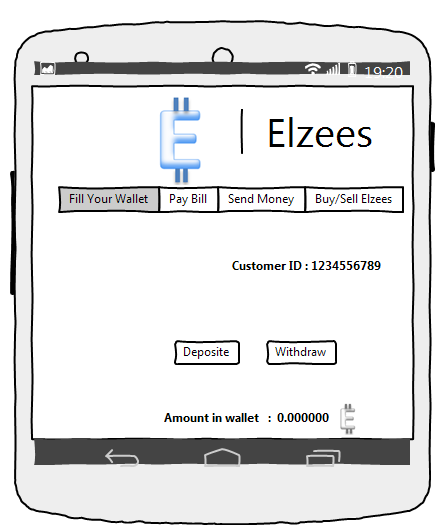 19:20
E | Elzees
Fill Your Wallet Pay Bill Send Money Buy/Sell Elzees
Customer ID : 1234556789
Deposite Withdraw
Amount in wallet : 0.000000 E